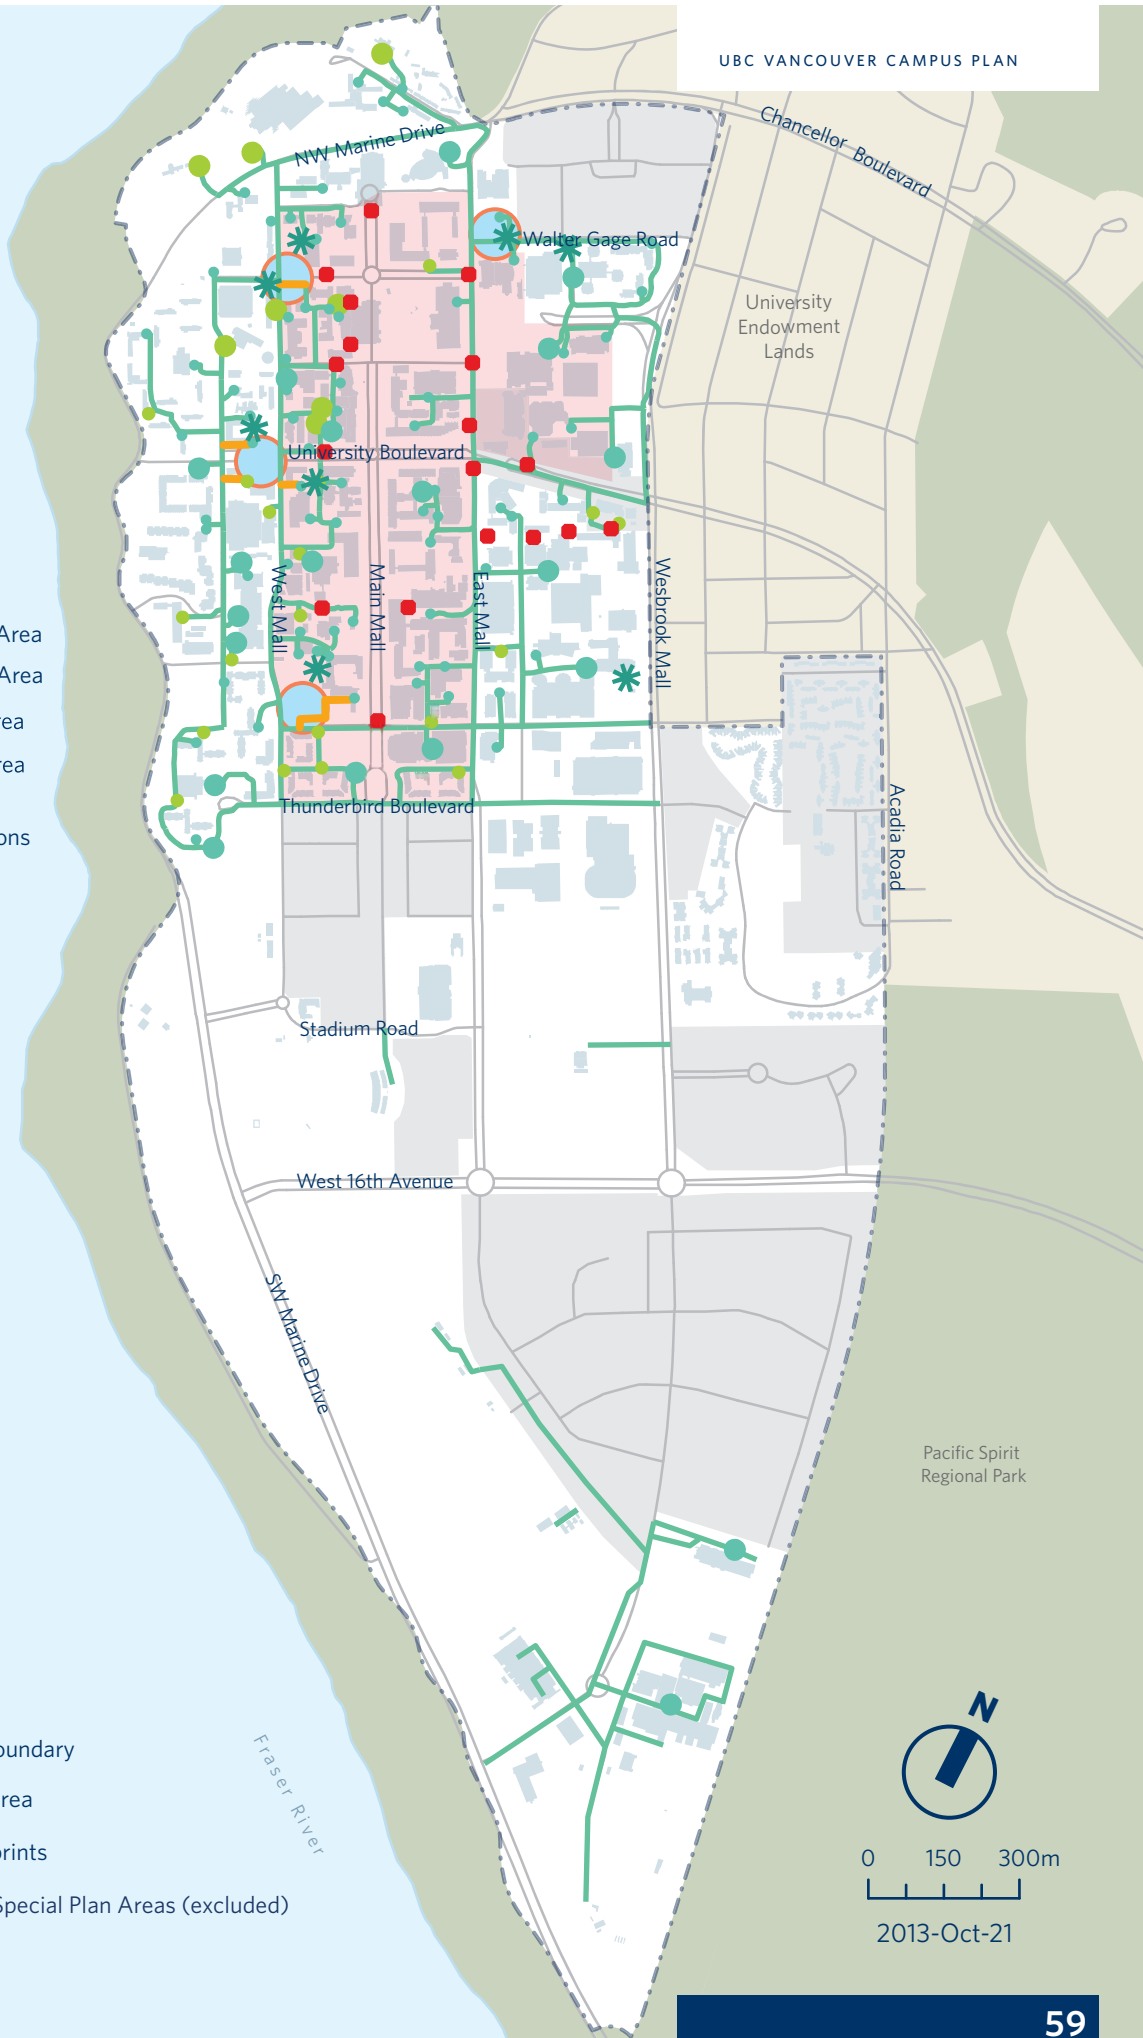 UBC VANCOUVER CAMPUS PLAN
Chancellor Boulevard
NW Marine Drive
Walter Gage Road
University
Endowment
Lands
University Boulevard
West Mall
Main Mall
East Mall
Wesbrook Mall
Area
Area
rea
rea
ons
Thunderbird Boulevard
Acadia Road
Stadium Road
West 16th Avenue
SW Marine Drive
Pacific Spirit
Regional Park
Fraser River
oundary
rea
prints
Special Plan Areas (excluded)
N
0 150 300m
2013-Oct-21
59